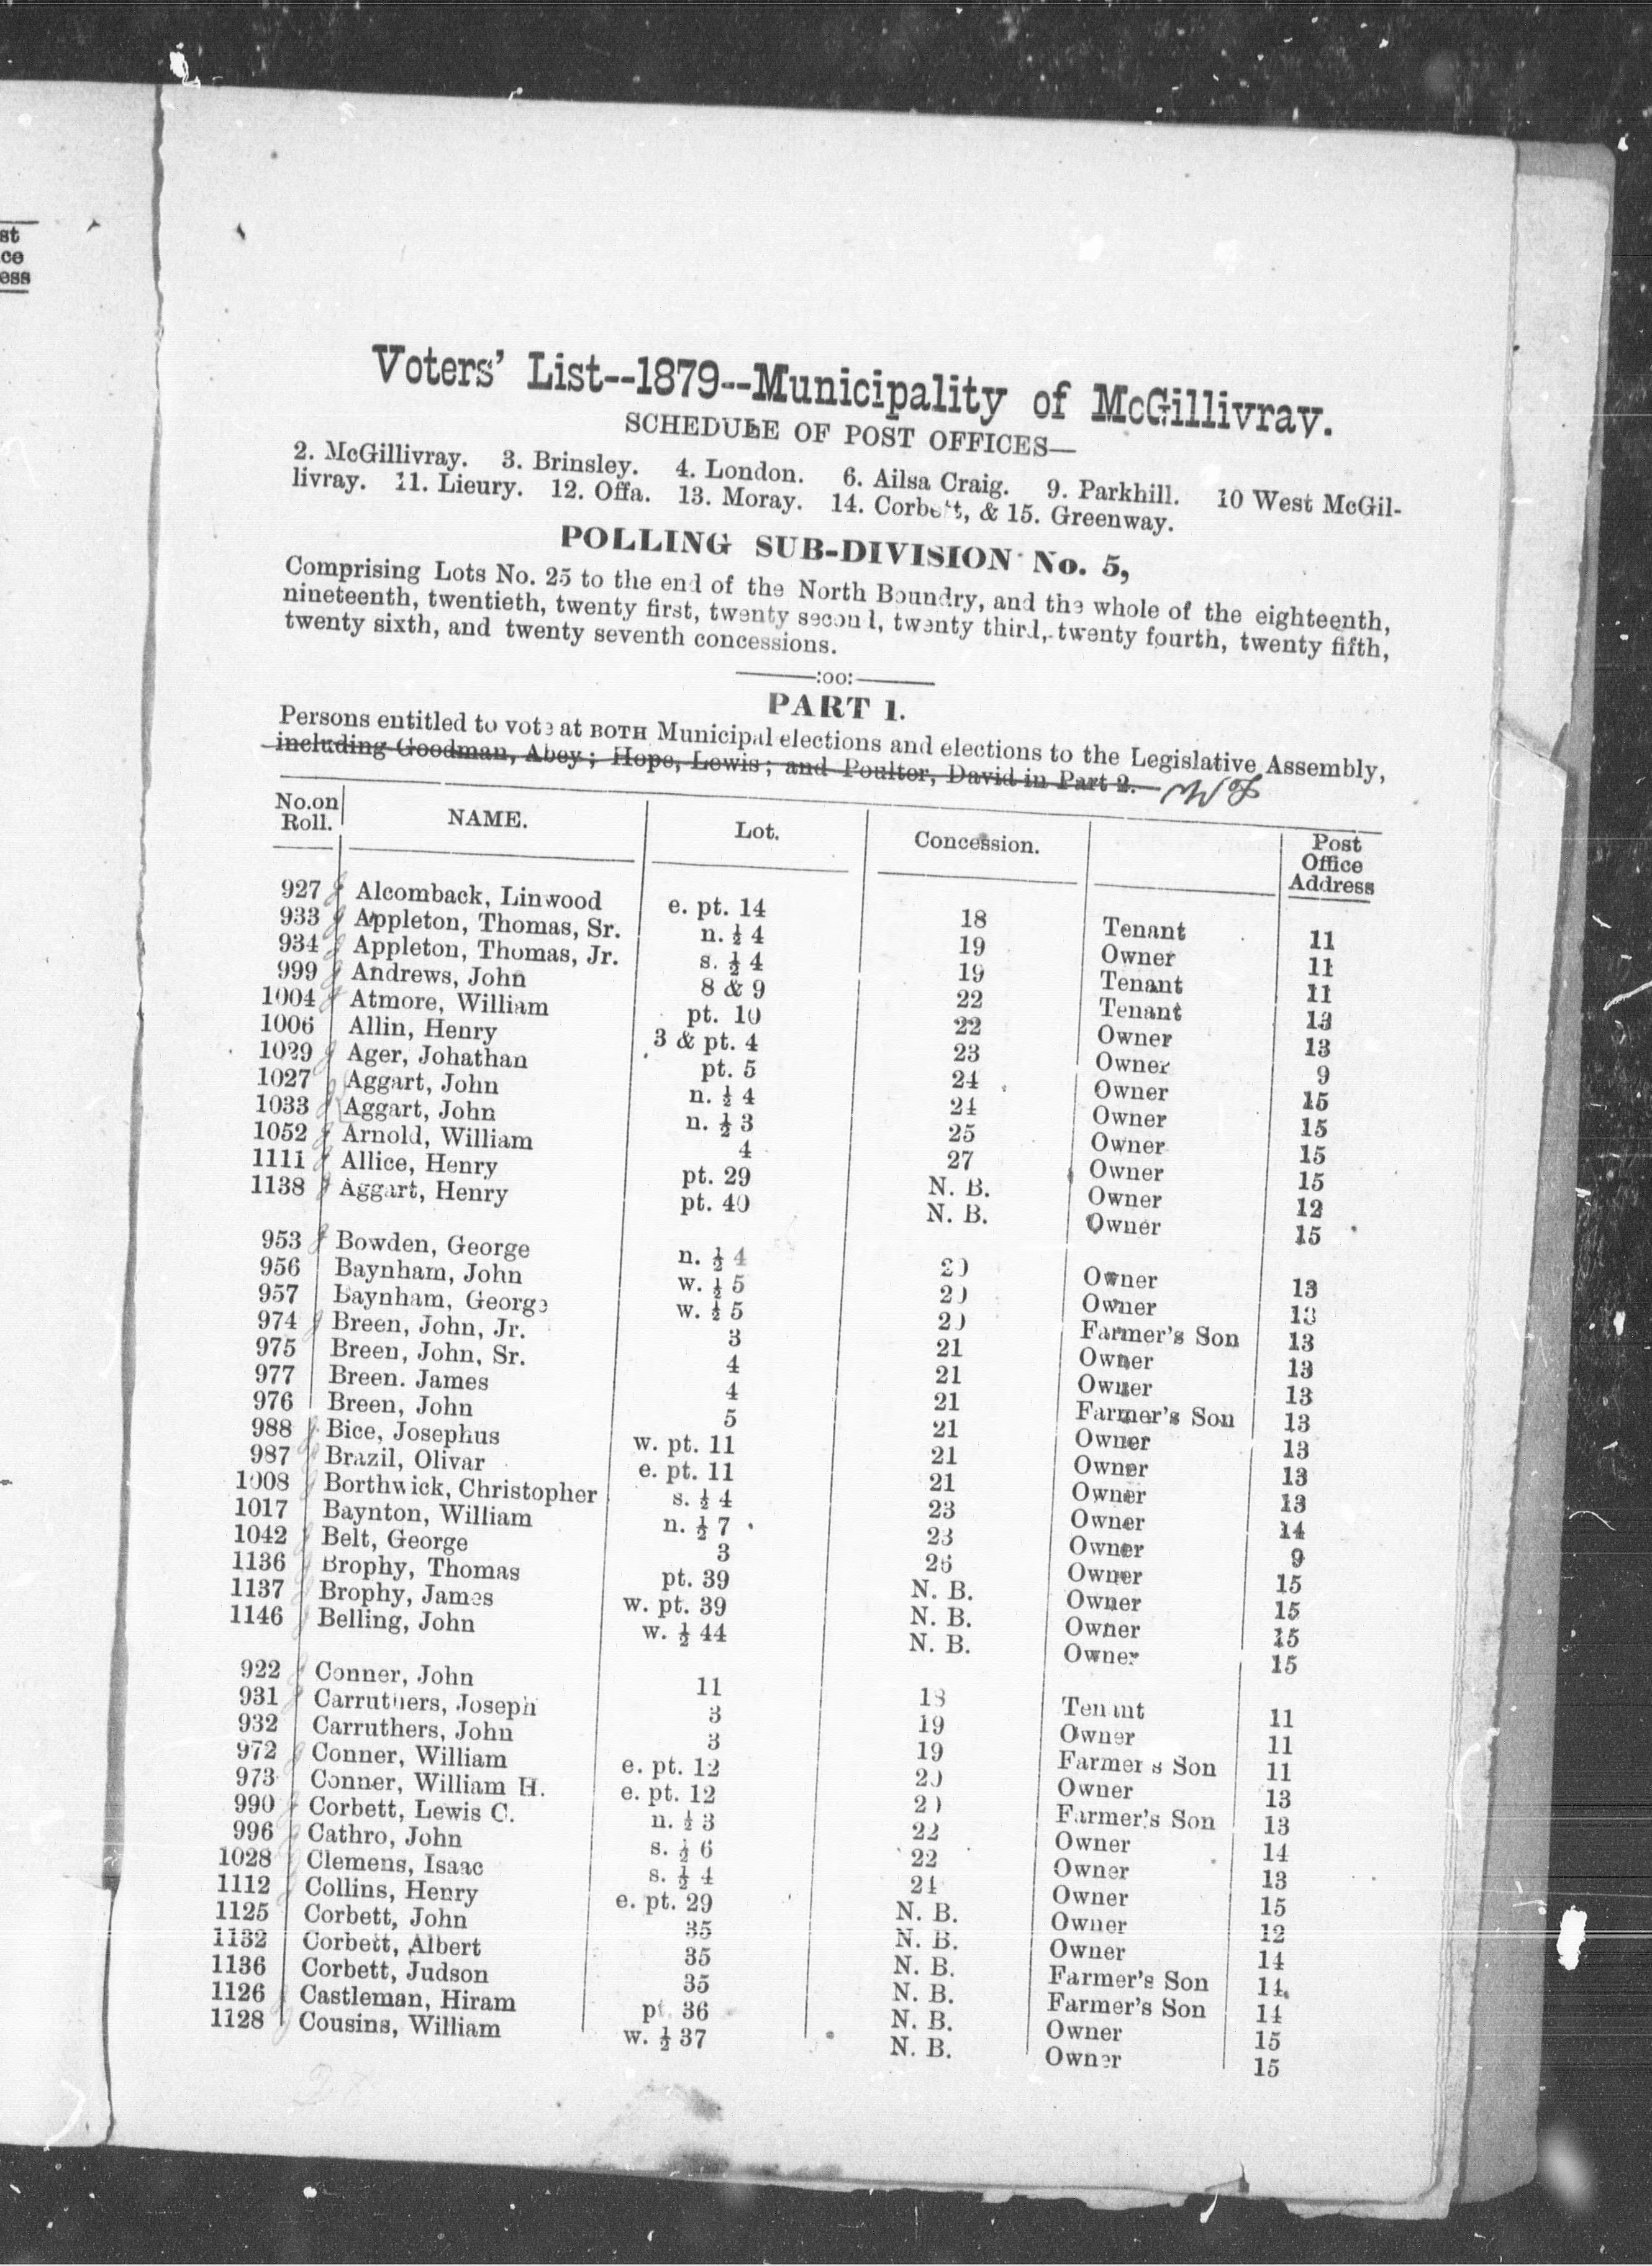 st
ce
ess
Voters' List--1879--Municipality of McGillivray.
SCHEDULE OF POST OFFICES—
2. McGillivray. 3. Brinsley. 4. London. 6. Ailsa Craig. 9. Parkhill. 10 West McGil-
livray. 11. Lieury. 12. Offa. 13. Moray. 14. Corbett, & 15. Greenway.
POLLING SUB-DIVISION No. 5,
Comprising Lots No. 25 to the end of the North Boundry, and the whole of the eighteenth,
nineteenth, twentieth, twenty first, twenty second, twenty third, twenty fourth, twenty fifth,
twenty sixth, and twenty seventh concessions.
:oo:
PART 1.
Persons entitled to vote at BOTH Municipal elections and elections to the Legislative Assembly,
including Goodman, Abey; Hope, Lewis; and Poulter, David in Part 2.
No. on Roll. NAME. Lot. Concession. Post Office Address
927 Alcomback, Linwood e. pt. 14 18 Tenant 11
933 Appleton, Thomas, Sr. n. ½ 4 19 Owner 11
934 Appleton, Thomas, Jr. s. ½ 4 19 Tenant 11
999 Andrews, John 8 & 9 22 Tenant 13
1004 Atmore, William pt. 10 22 Owner 13
1006 Allin, Henry 3 & pt. 4 23 Owner 9
1029 Ager, Johathan pt. 5 24 Owner 15
1027 Aggart, John n. ½ 4 24 Owner 15
1033 Aggart, John n. ½ 3 25 Owner 15
1052 Arnold, William 4 27 Owner 15
1111 Allice, Henry pt. 29 N. B. Owner 12
1138 Aggart, Henry pt. 40 N. B. Owner 15
953 Bowden, George n. ½ 4 20 Owner 13
956 Baynham, John w. ½ 5 20 Owner 13
957 Baynham, George w. ½ 5 20 Farmer's Son 13
974 Breen, John, Jr. 3 21 Owner 13
975 Breen, John, Sr. 4 21 Owner 13
977 Breen. James 4 21 Farmer's Son 13
976 Breen, John 5 21 Owner 13
988 Bice, Josephus w. pt. 11 21 Owner 13
987 Brazil, Olivar e. pt. 11 21 Owner 13
1008 Borthwick, Christopher s. ½ 4 23 Owner 14
1017 Baynton, William n. ½ 7 23 Owner 9
1042 Belt, George 3 26 Owner 15
1136 Brophy, Thomas pt. 39 N. B. Owner 15
1137 Brophy, James w. pt. 39 N. B. Owner 15
1146 Belling, John w. ½ 44 N. B. Owner 15
922 Conner, John 11 18 Tenant 11
931 Carruthers, Joseph 3 19 Owner 11
932 Carruthers, John 3 19 Farmer s Son 11
972 Conner, William e. pt. 12 20 Owner 13
973 Conner, William H. e. pt. 12 20 Farmer's Son 13
990 Corbett, Lewis C. n. ½ 3 22 Owner 14
996 Cathro, John s. ½ 6 22 Owner 13
1028 Clemens, Isaac s. ½ 4 24 Owner 15
1112 Collins, Henry e. pt. 29 N. B. Owner 12
1125 Corbett, John 35 N. B. Owner 14
1132 Corbett, Albert 35 N. B. Farmer's Son 14
1136 Corbett, Judson 35 N. B. Farmer's Son 14
1126 Castleman, Hiram pt. 36 N. B. Owner 15
1128 Cousins, William w. ½ 37 N. B. Owner 15